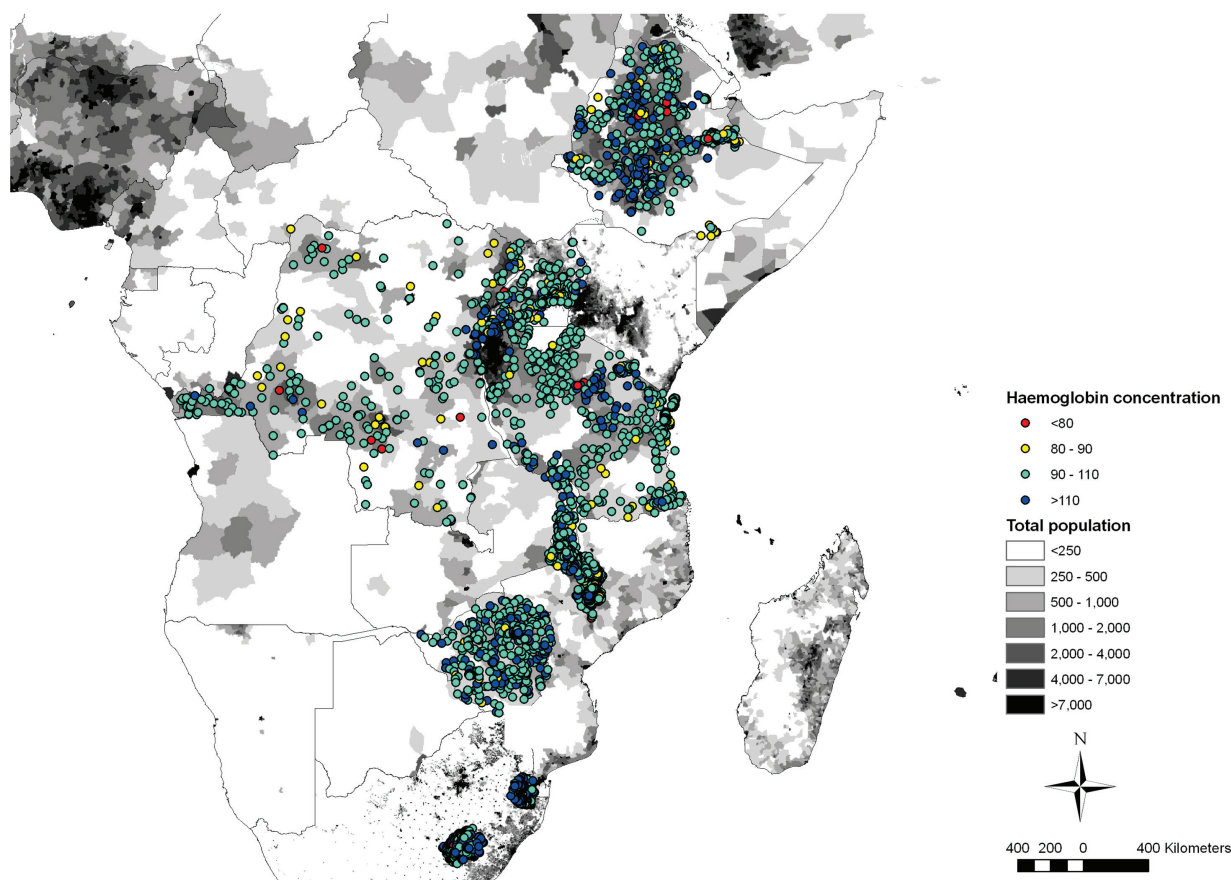 Haemoglobin concentration
<80
80 - 90
90 - 110
>110
Total population
<250
250 - 500
500 - 1,000
1,000 - 2,000
2,000 - 4,000
4,000 - 7,000
>7,000
N
400 200 0 400 Kilometers